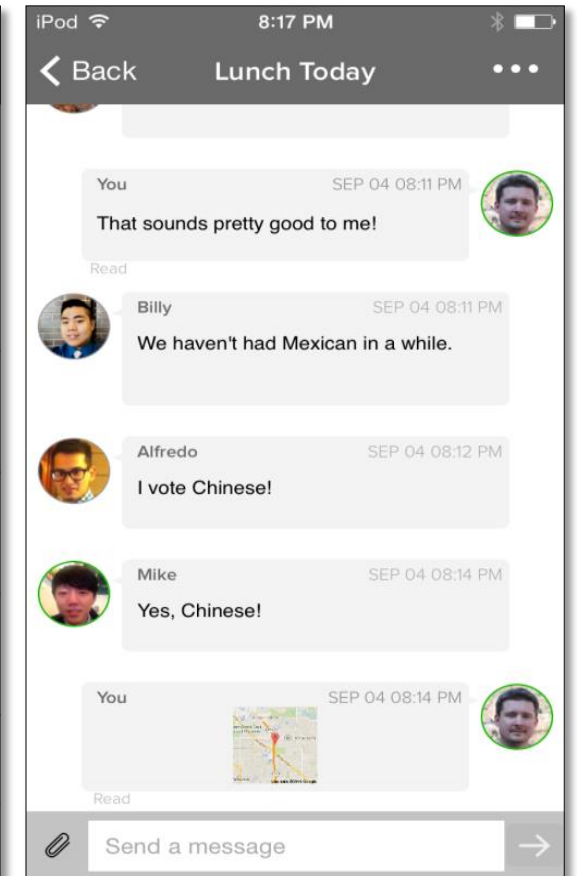 iPod 8:17 PM
Back Lunch Today
You SEP 04 08:11 PM
That sounds pretty good to me!
Read
Billy SEP 04 08:11 PM
We haven't had Mexican in a while.
Alfredo SEP 04 08:12 PM
I vote Chinese!
Mike SEP 04 08:14 PM
Yes, Chinese!
You SEP 04 08:14 PM
Read
Send a message